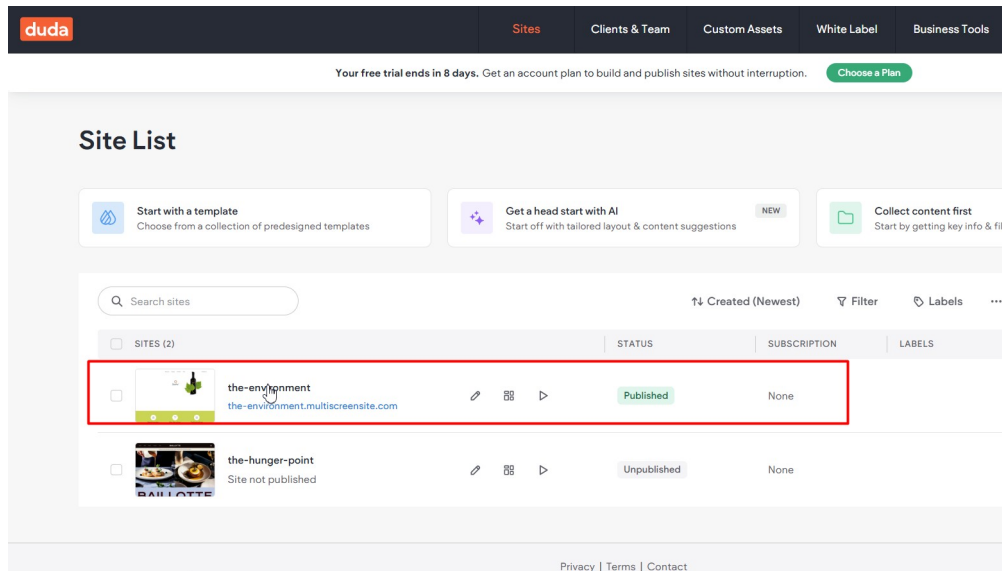 duda
Sites
Clients & Team
Custom Assets
White Label
Business Tools
Your free trial ends in 8 days. Get an account plan to build and publish sites without interruption.
Choose a Plan
Site List
Start with a template
Choose from a collection of predesigned templates
Get a head start with AI
NEW
Start off with tailored layout & content suggestions
Collect content first
Start by getting key info & fil
Search sites
Created (Newest)
Filter
Labels
SITES (2)
STATUS
SUBSCRIPTION
LABELS
the-environment
the-environment.multiscreensite.com
Published
None
the-hunger-point
Site not published
BAILLOTTE
Unpublished
None
Privacy | Terms | Contact